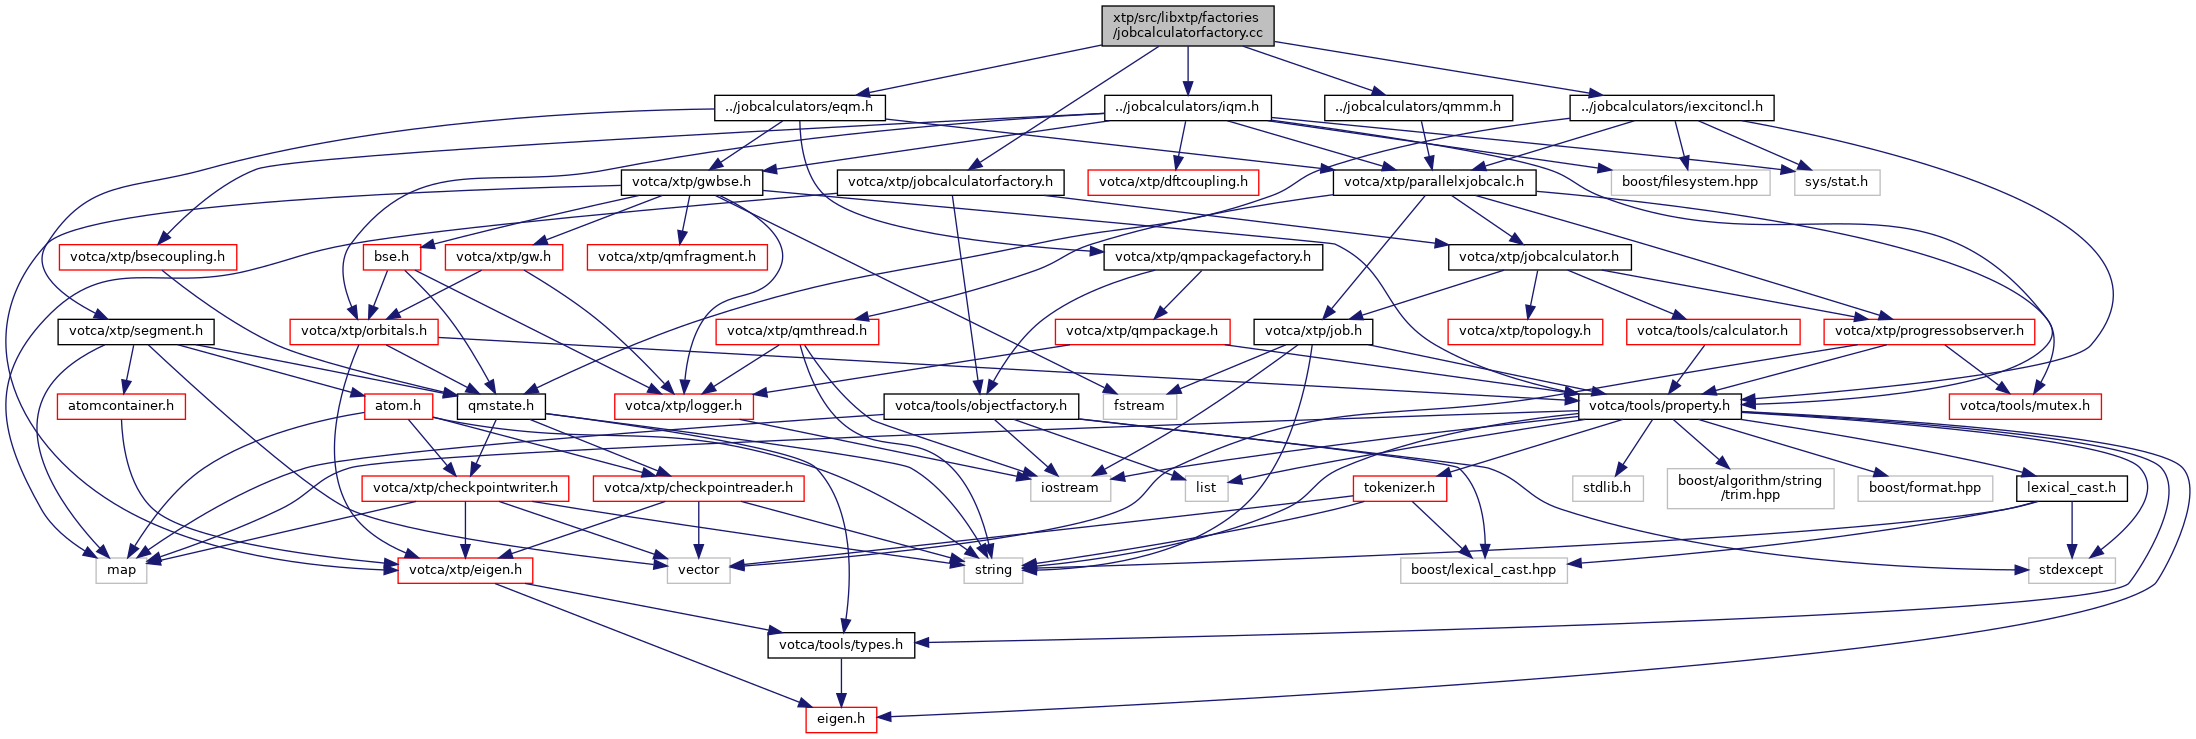 xtp/src/libxtp/factories
/jobcalculatorfactory.cc
../jobcalculators/eqm.h
../jobcalculators/iqm.h
../jobcalculators/qmmm.h
../jobcalculators/iexcitoncl.h
votca/xtp/gwbse.h
votca/xtp/jobcalculatorfactory.h
votca/xtp/dftcoupling.h
votca/xtp/parallelxjobcalc.h
boost/filesystem.hpp
sys/stat.h
votca/xtp/bsecoupling.h
bse.h
votca/xtp/gw.h
votca/xtp/qmfragment.h
votca/xtp/qmpackagefactory.h
votca/xtp/jobcalculator.h
votca/xtp/segment.h
votca/xtp/orbitals.h
votca/xtp/qmthread.h
votca/xtp/qmpackage.h
votca/xtp/job.h
votca/xtp/topology.h
votca/tools/calculator.h
votca/xtp/progressobserver.h
atomcontainer.h
atom.h
qmstate.h
votca/xtp/logger.h
votca/tools/objectfactory.h
fstream
votca/tools/property.h
votca/tools/mutex.h
votca/xtp/checkpointwriter.h
votca/xtp/checkpointreader.h
iostream
list
tokenizer.h
stdlib.h
boost/algorithm/string
/trim.hpp
boost/format.hpp
lexical_cast.h
map
votca/xtp/eigen.h
vector
string
boost/lexical_cast.hpp
stdexcept
votca/tools/types.h
eigen.h